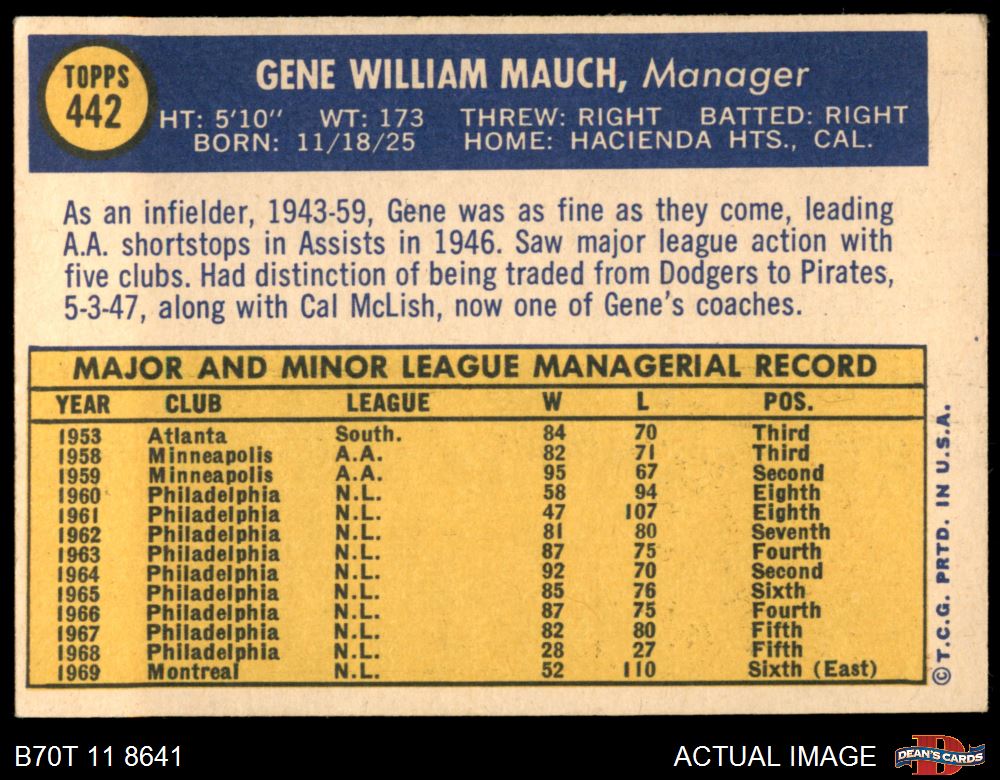 TOPPS
442
GENE WILLIAM MAUCH, Manager
HT: 5'10" WT: 173 THREW: RIGHT BATTED: RIGHT
BORN: 11/18/25 HOME: HACIENDA HTS., CAL.
As an infielder, 1943-59, Gene was as fine as they come, leading
A.A. shortstops in Assists in 1946. Saw major league action with
five clubs. Had distinction of being traded from Dodgers to Pirates,
5-3-47, along with Cal McLish, now one of Gene's coaches.
MAJOR AND MINOR LEAGUE MANAGERIAL RECORD
YEAR CLUB LEAGUE W L POS.
1953 Atlanta South. 84 70 Third
1958 Minneapolis A.A. 82 71 Third
1959 Minneapolis A.A. 95 67 Second
1960 Philadelphia N.L. 58 94 Eighth
1961 Philadelphia N.L. 47 107 Eighth
1962 Philadelphia N.L. 81 80 Seventh
1963 Philadelphia N.L. 87 75 Fourth
1964 Philadelphia N.L. 92 70 Second
1965 Philadelphia N.L. 85 76 Sixth
1966 Philadelphia N.L. 87 75 Fourth
1967 Philadelphia N.L. 82 80 Fifth
1968 Philadelphia N.L. 28 27 Fifth
1969 Montreal N.L. 52 110 Sixth (East)
©T.C.G. PRTD. IN U.S.A.
B70T 11 8641
ACTUAL IMAGE
DEAN'S CARDS